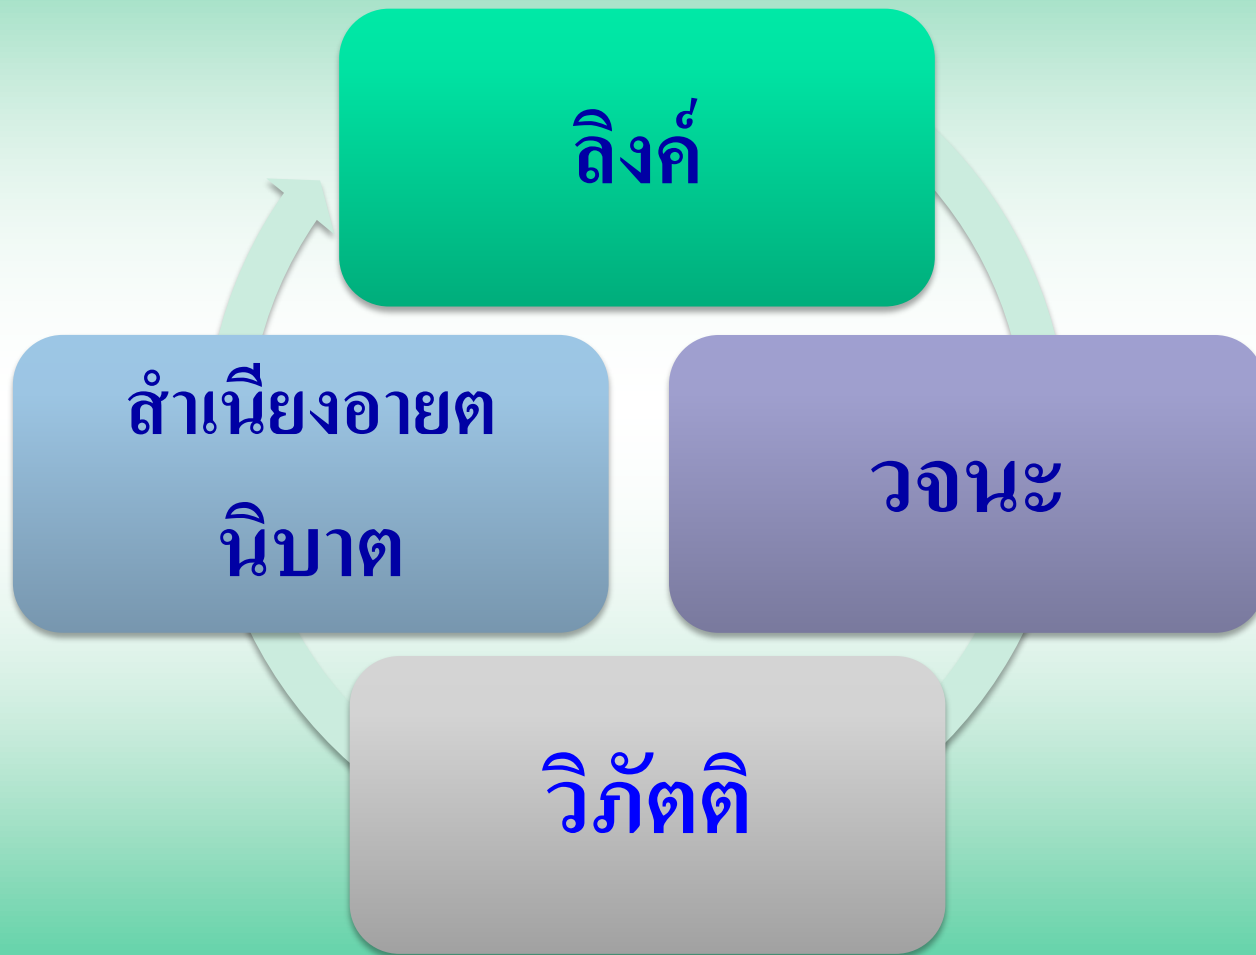 ลิงค์
วจนะ
วิภัตติ
สำเนียงอายต
นิบาต